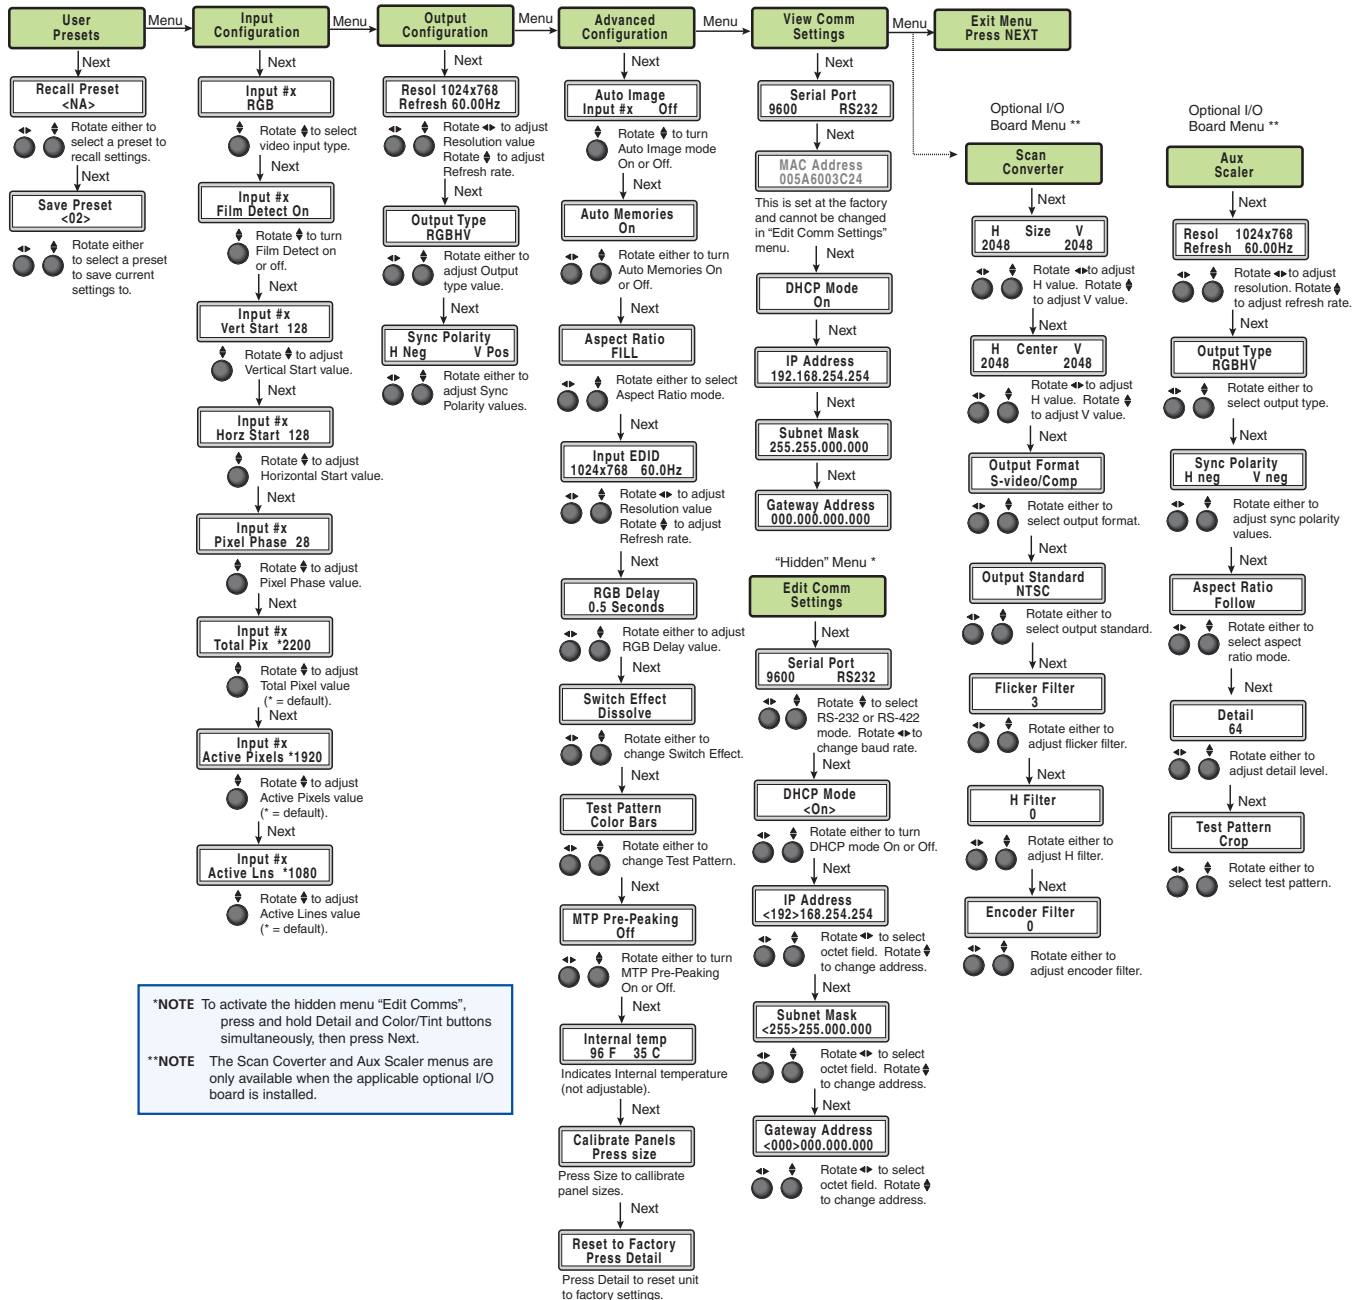 User
Presets
Menu
Input
Configuration
Menu
Output
Configuration
Menu
Advanced
Configuration
Menu
View Comm
Settings
Menu
Exit Menu
Press NEXT
Next
Recall Preset
<NA>
Rotate either to
select a preset to
recall settings.
Next
Save Preset
<02>
Rotate either
to select a preset
to save current
settings to.
Next
Input #x
RGB
Rotate to select
video input type.
Next
Input #x
Film Detect On
Rotate to turn
Film Detect on
or off.
Next
Input #x
Vert Start 128
Rotate to adjust
Vertical Start value.
Next
Input #x
Horz Start 128
Rotate to adjust
Horizontal Start value.
Next
Input #x
Pixel Phase 28
Rotate to adjust
Pixel Phase value.
Next
Input #x
Total Pix *2200
Rotate to adjust
Total Pixel value
(* = default).
Next
Input #x
Active Pixels *1920
Rotate to adjust
Active Pixels value
(* = default).
Next
Input #x
Active Lns *1080
Rotate to adjust
Active Lines value
(* = default).
Next
Resol 1024x768
Refresh 60.00Hz
Rotate to adjust
Resolution value
Rotate to adjust
Refresh rate.
Next
Output Type
RGBHV
Rotate either to
adjust Output
type value.
Next
Sync Polarity
H Neg V Pos
Rotate either to
adjust Sync
Polarity values.
Next
Auto Image
Input #x Off
Rotate to turn
Auto Image mode
On or Off.
Next
Auto Memories
On
Rotate either to turn
Auto Memories On
or Off.
Next
Aspect Ratio
FILL
Rotate either to select
Aspect Ratio mode.
Next
Input EDID
1024x768 60.0Hz
Rotate to adjust
Resolution value
Rotate to adjust
Refresh rate.
Next
RGB Delay
0.5 Seconds
Rotate either to adjust
RGB Delay value.
Next
Switch Effect
Dissolve
Rotate either to
change Switch Effect.
Next
Test Pattern
Color Bars
Rotate either to
change Test Pattern.
Next
MTP Pre-Peaking
Off
Rotate either to turn
MTP Pre-Peaking
On or Off.
Next
Internal temp
96 F 35 C
Indicates Internal temperature
(not adjustable).
Next
Calibrate Panels
Press size
Press Size to callibrate
panel sizes.
Next
Reset to Factory
Press Detail
Press Detail to reset unit
to factory settings.
Next
Serial Port
9600 RS232
Next
MAC Address
005A6003C24
This is set at the factory
and cannot be changed
in "Edit Comm Settings"
menu.
Next
DHCP Mode
On
Next
IP Address
192.168.254.254
Next
Subnet Mask
255.255.000.000
Next
Gateway Address
000.000.000.000
"Hidden" Menu *
Edit Comm
Settings
Next
Serial Port
9600 RS232
Rotate to select
RS-232 or RS-422
mode. Rotate to
change baud rate.
Next
DHCP Mode
<On>
Rotate either to turn
DHCP mode On or Off.
Next
IP Address
<192>168.254.254
Rotate to select
octet field. Rotate
to change address.
Next
Subnet Mask
<255>255.000.000
Rotate to select
octet field. Rotate
to change address.
Next
Gateway Address
<000>000.000.000
Rotate to select
octet field. Rotate
to change address.
Optional I/O
Board Menu **
Scan
Converter
Next
H Size V
2048 2048
Rotate to adjust
H value. Rotate
to adjust V value.
Next
H Center V
2048 2048
Rotate to adjust
H value. Rotate
to adjust V value.
Next
Output Format
S-video/Comp
Rotate either to
select output format.
Next
Output Standard
NTSC
Rotate either to
select output standard.
Next
Flicker Filter
3
Rotate either to
adjust flicker filter.
Next
H Filter
0
Rotate either to
adjust H filter.
Next
Encoder Filter
0
Rotate either to
adjust encoder filter.
Optional I/O
Board Menu **
Aux
Scaler
Next
Resol 1024x768
Refresh 60.00Hz
Rotate to adjust
resolution. Rotate
to adjust refresh rate.
Next
Output Type
RGBHV
Rotate either to
select output type.
Next
Sync Polarity
H neg V neg
Rotate either to
adjust sync polarity
values.
Next
Aspect Ratio
Follow
Rotate either to
select aspect
ratio mode.
Next
Detail
64
Rotate either to
adjust detail level.
Next
Test Pattern
Crop
Rotate either to
select test pattern.
*NOTE To activate the hidden menu "Edit Comms",
press and hold Detail and Color/Tint buttons
simultaneously, then press Next.
**NOTE The Scan Coverter and Aux Scaler menus are
only available when the applicable optional I/O
board is installed.